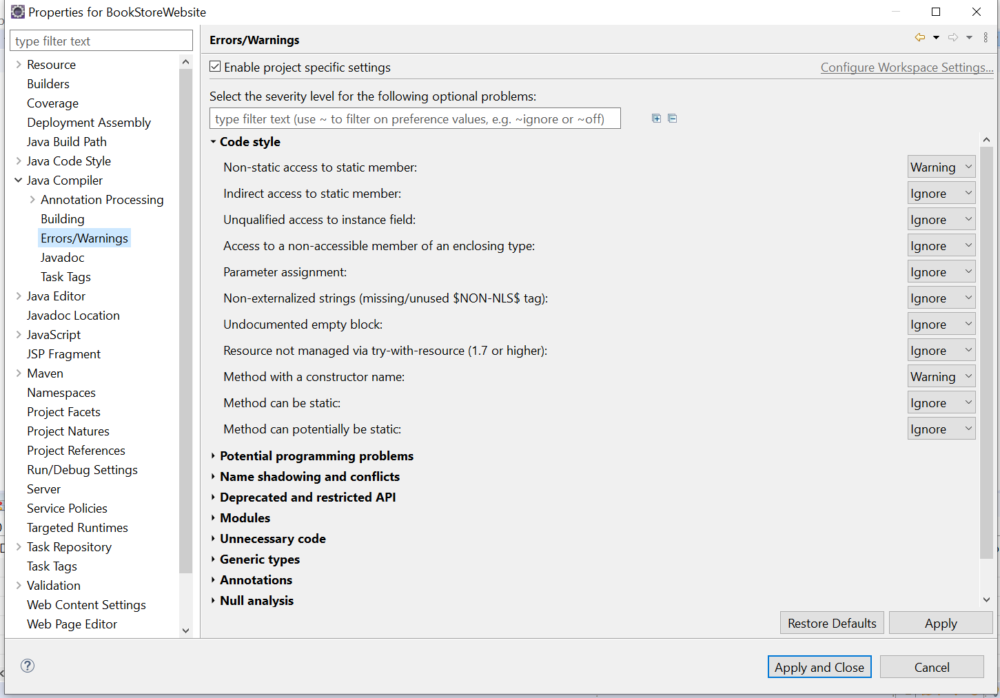 Properties for BookStoreWebsite
type filter text
Resource
Builders
Coverage
Deployment Assembly
Java Build Path
Java Code Style
Java Compiler
Annotation Processing
Building
Errors/Warnings
Javadoc
Task Tags
Java Editor
Javadoc Location
JavaScript
JSP Fragment
Maven
Namespaces
Project Facets
Project Natures
Project References
Run/Debug Settings
Server
Service Policies
Targeted Runtimes
Task Repository
Task Tags
Validation
Web Content Settings
Web Page Editor
Errors/Warnings
Enable project specific settings
Configure Workspace Settings...
Select the severity level for the following optional problems:
type filter text (use ~ to filter on preference values, e.g. ~ignore or ~off)
Code style
Non-static access to static member: Warning
Indirect access to static member: Ignore
Unqualified access to instance field: Ignore
Access to a non-accessible member of an enclosing type: Ignore
Parameter assignment: Ignore
Non-externalized strings (missing/unused $NON-NLS$ tag): Ignore
Undocumented empty block: Ignore
Resource not managed via try-with-resource (1.7 or higher): Ignore
Method with a constructor name: Warning
Method can be static: Ignore
Method can potentially be static: Ignore
Potential programming problems
Name shadowing and conflicts
Deprecated and restricted API
Modules
Unnecessary code
Generic types
Annotations
Null analysis
Restore Defaults Apply
Apply and Close Cancel